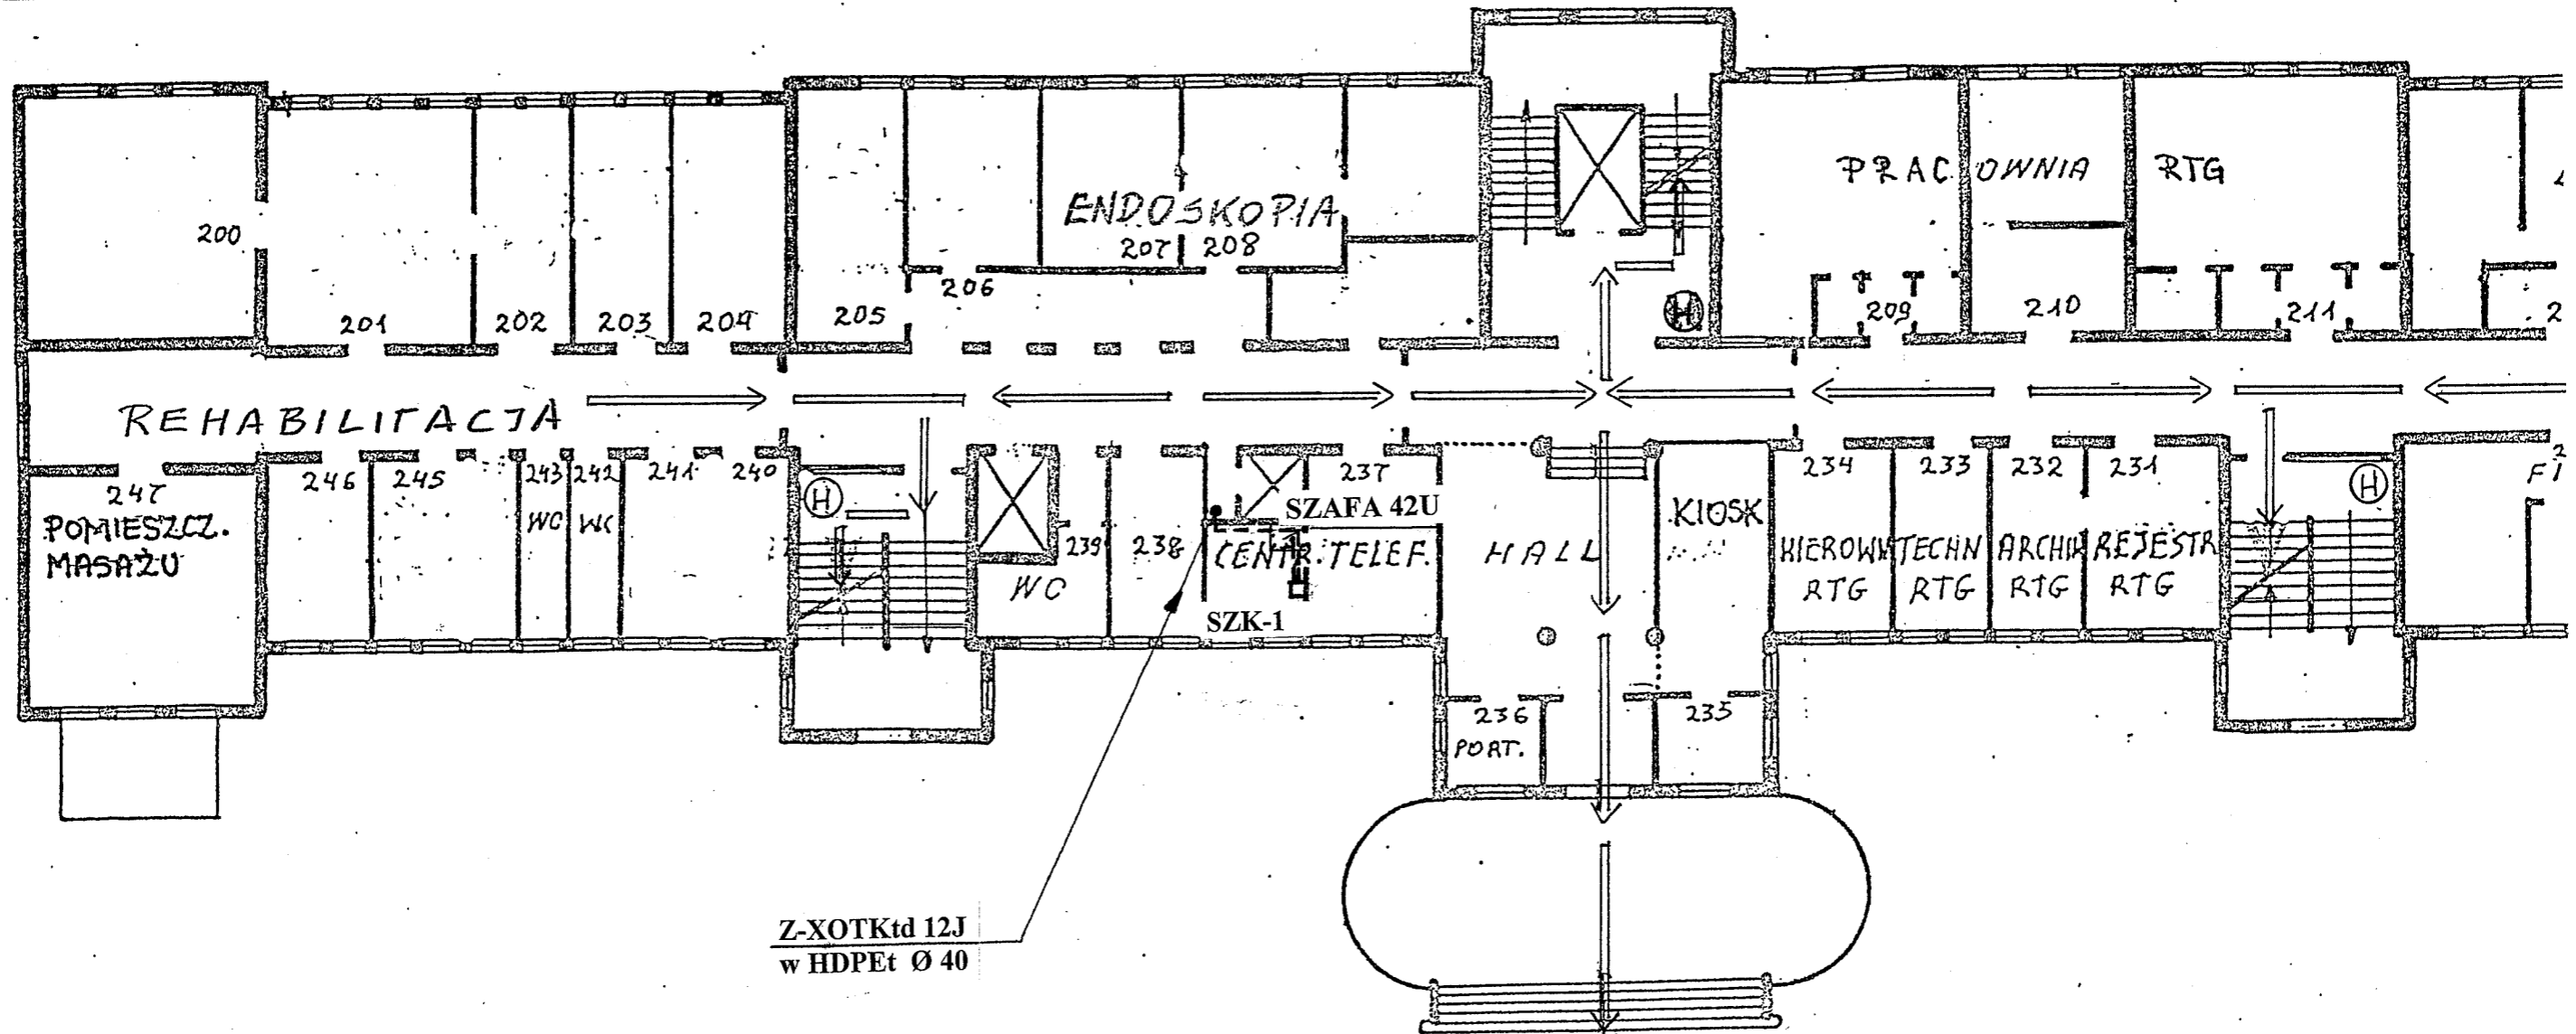 PRACOWNIA RTG
ENDOSKOPIA
200
207 208
206
201 202 203 204 205
H
209 210 211
REHABILITACJA
247
POMIESZCZ.
MASAŻU
246 245
243
WC
242
WC
241 240
H
WC
239 238
237
SZAFA 42U
CENTR. TELEF.
SZK-1
HALL
KIOSK
234
KIEROWN
RTG
233
TECHN
RTG
232
ARCHIW
RTG
231
REJESTR
RTG
H
236
PORT.
235
Z-XOTKtd 12J
w HDPEt Ø 40